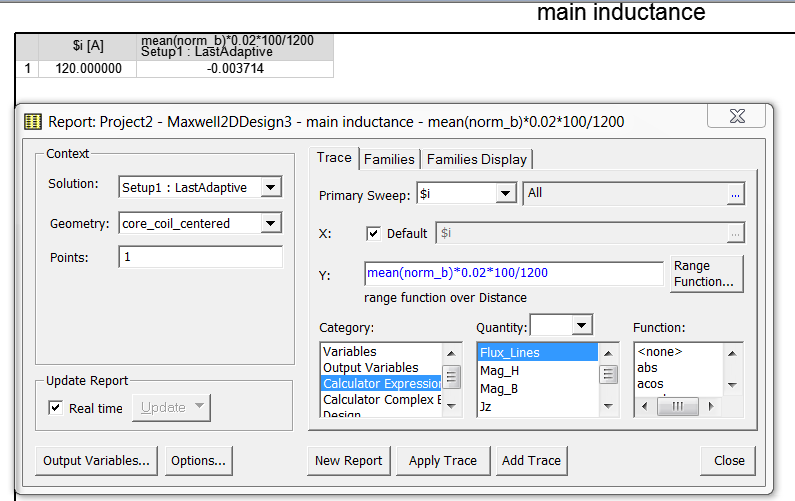 main inductance
$i [A]
mean(norm_b)*0.02*100/1200
Setup1 : LastAdaptive
1 120.000000 -0.003714
Report: Project2 - Maxwell2DDesign3 - main inductance - mean(norm_b)*0.02*100/1200
Context
Solution: Setup1 : LastAdaptive
Geometry: core_coil_centered
Points: 1
Update Report
Real time Update
Trace Families Families Display
Primary Sweep: $i All ...
X: Default $i ...
Y: mean(norm_b)*0.02*100/1200 Range
Function...
range function over Distance
Category: Quantity: Function:
Variables Flux_Lines <none>
Output Variables Mag_H abs
Calculator Expression Mag_B acos
Calculator Complex E Jz
Design
Output Variables... Options... New Report Apply Trace Add Trace Close